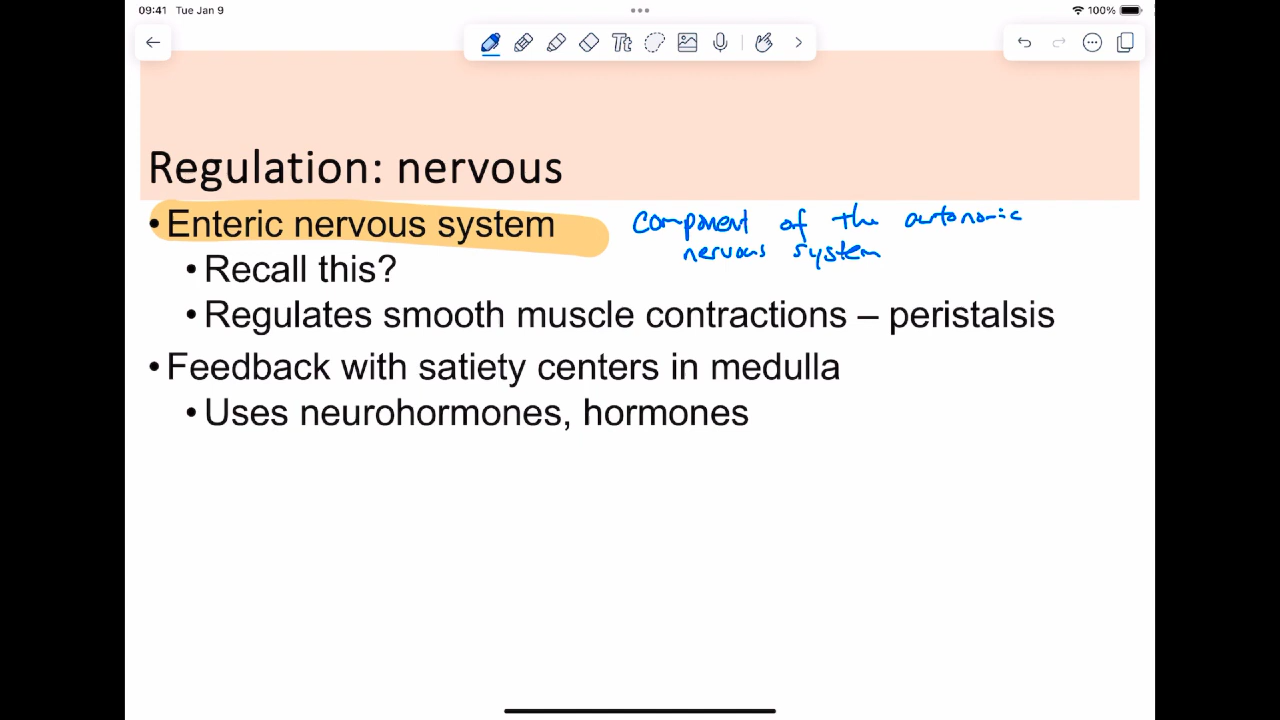 09:41 Tue Jan 9
100%
Tt
Regulation: nervous
• Enteric nervous system component of the autonomic
nervous system
• Recall this?
• Regulates smooth muscle contractions – peristalsis
• Feedback with satiety centers in medulla
• Uses neurohormones, hormones